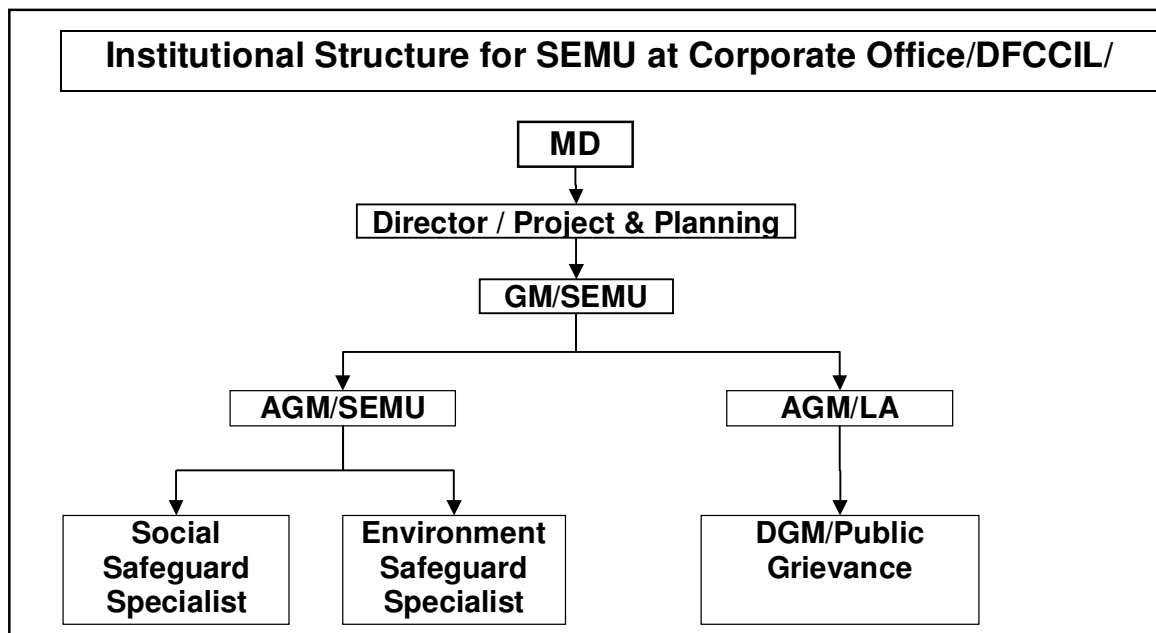 Institutional Structure for SEMU at Corporate Office/DFCCIL/
MD
Director / Project & Planning
GM/SEMU
AGM/SEMU
AGM/LA
Social
Safeguard
Specialist
Environment
Safeguard
Specialist
DGM/Public
Grievance